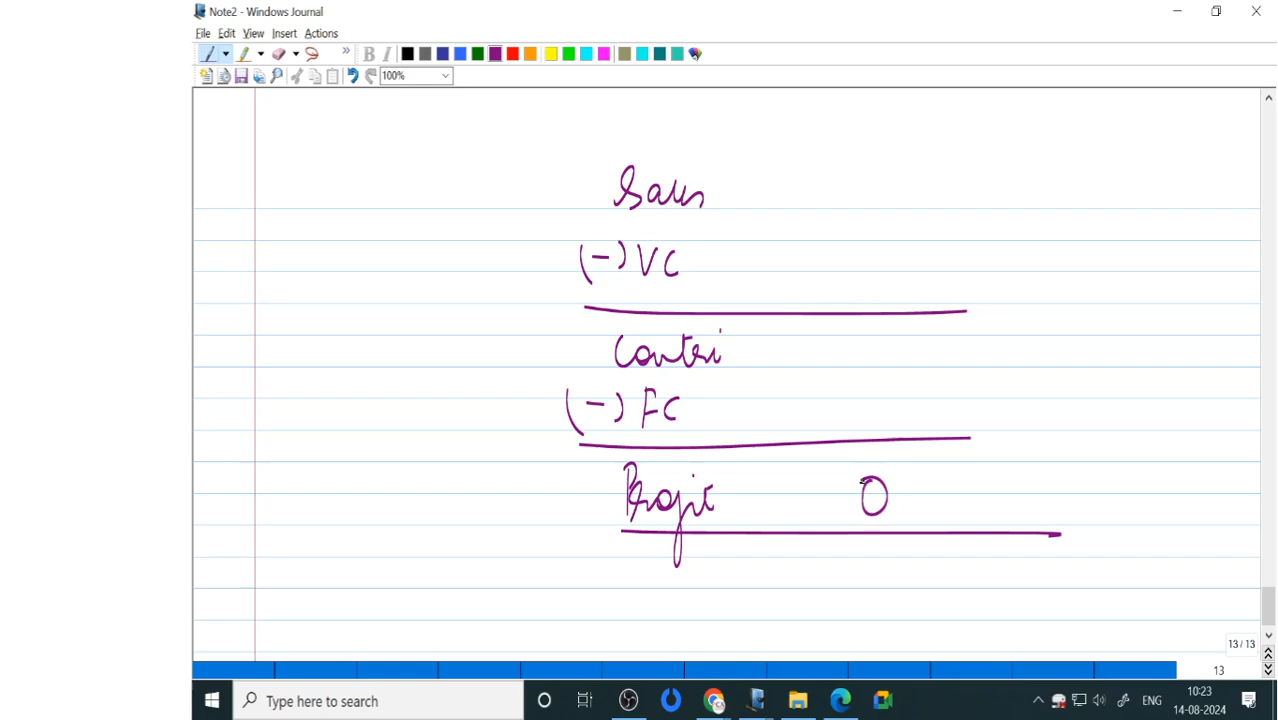 Note2 - Windows Journal
File Edit View Insert Actions
B I
100%
Sales
(-) VC
Contri
(-) FC
Profit 0
13 / 13
13
Type here to search
ENG
10:23
14-08-2024